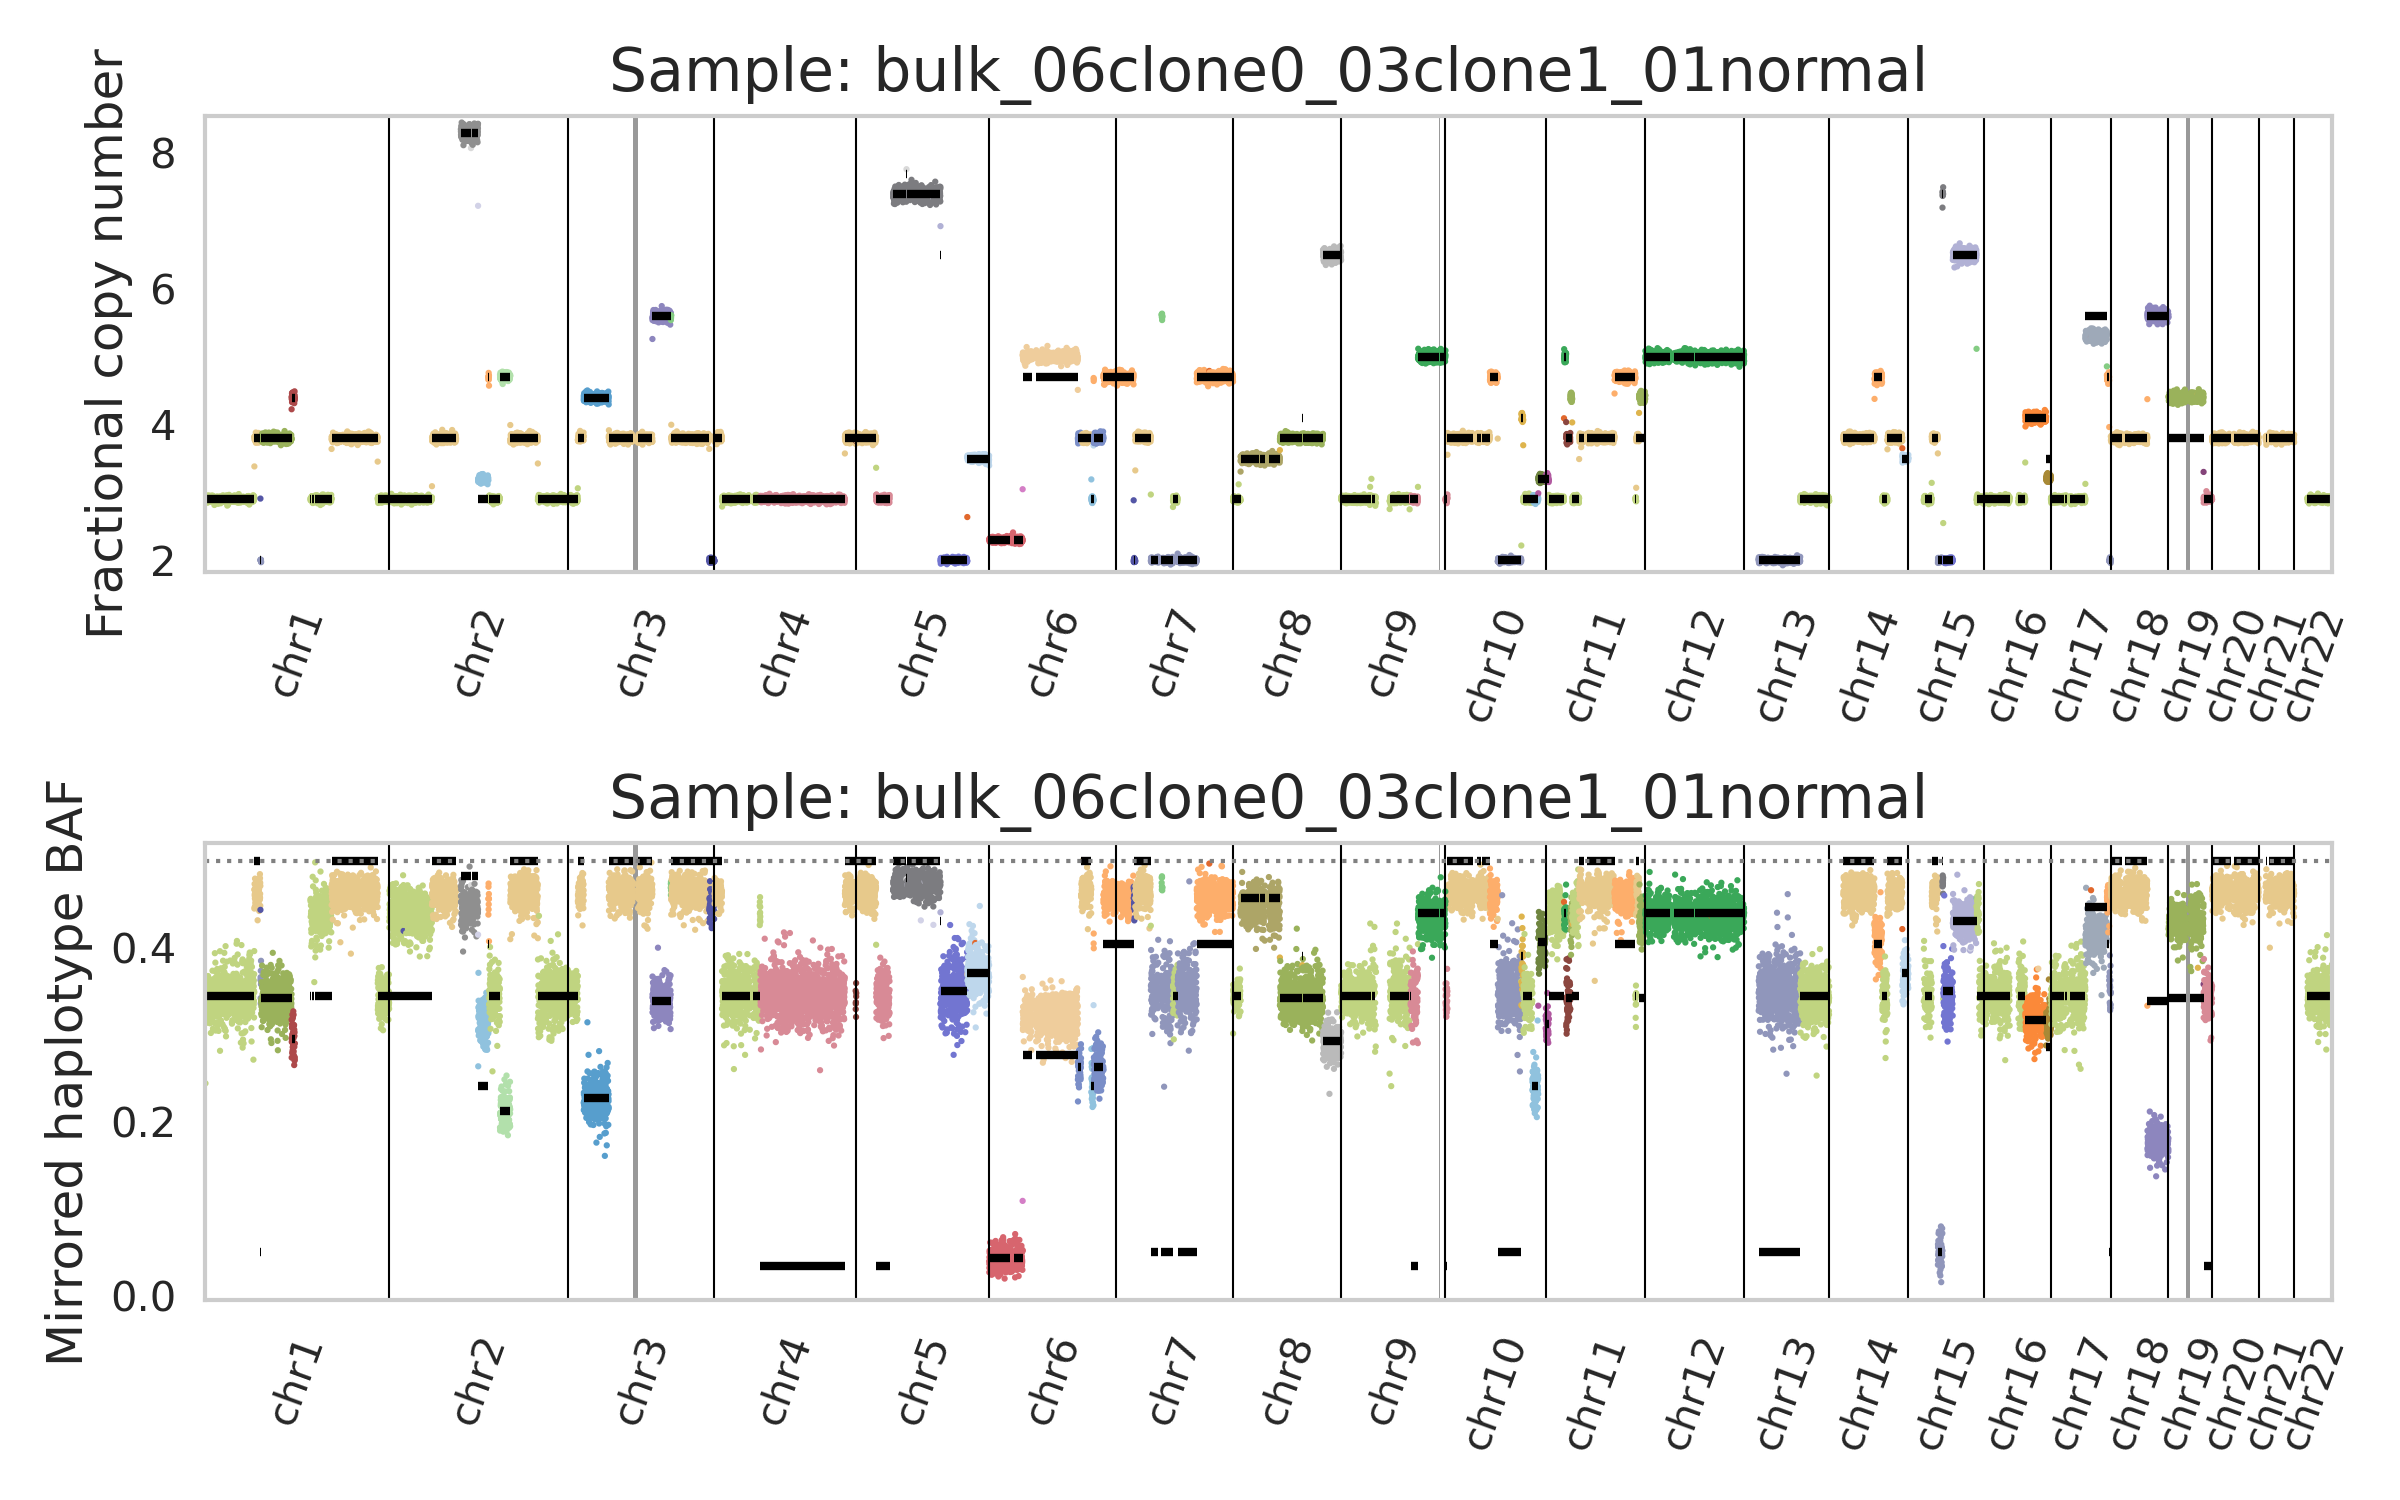 Sample: bulk_06clone0_03clone1_01normal
Fractional copy number
8
6
4
2
chr1
chr2
chr3
chr4
chr5
chr6
chr7
chr8
chr9
chr10
chr11
chr12
chr13
chr14
chr15
chr16
chr17
chr18
chr19
chr20
chr21
chr22
Sample: bulk_06clone0_03clone1_01normal
Mirrored haplotype BAF
0.4
0.2
0.0
chr1
chr2
chr3
chr4
chr5
chr6
chr7
chr8
chr9
chr10
chr11
chr12
chr13
chr14
chr15
chr16
chr17
chr18
chr19
chr20
chr21
chr22